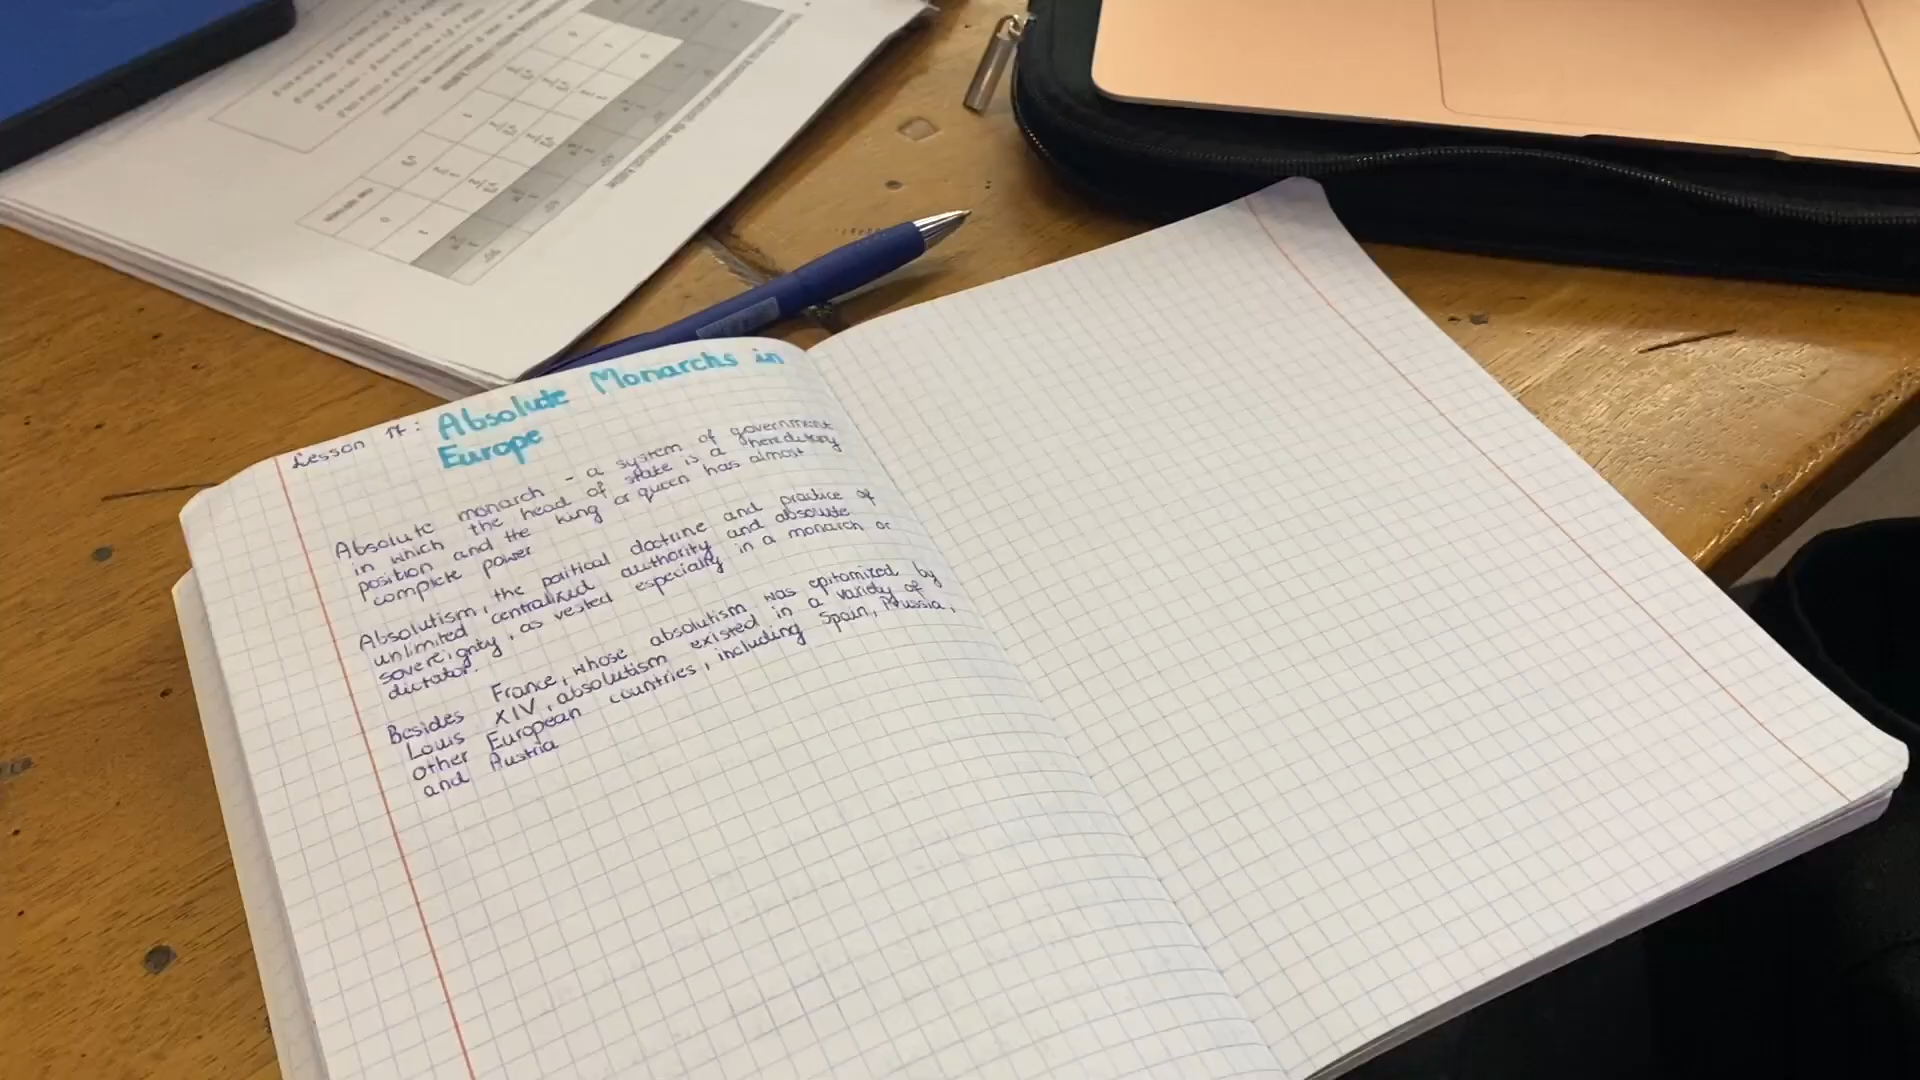 Lesson 17: Absolute Monarchs in
Europe
Absolute monarch - a system of government
in which the head of state is a hereditary
position and the king or queen has almost
complete power
Absolutism, the political doctrine and practice of
unlimited centralized authority and absolute
sovereignty, as vested especially in a monarch or
dictator.
Besides France, whose absolutism was epitomized by
Louis XIV, absolutism existed in a variety of
other European countries, including Spain, Prussia,
and Austria